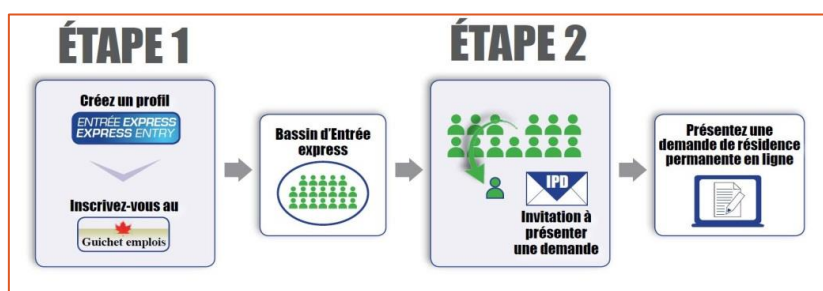 ÉTAPE 1
Créez un profil
ENTRÉE EXPRESS
EXPRESS ENTRY
Inscrivez-vous au
Guichet emplois
Bassin d'Entrée
express
ÉTAPE 2
IPD
Invitation à
présenter
une demande
Présentez une
demande de résidence
permanente en ligne